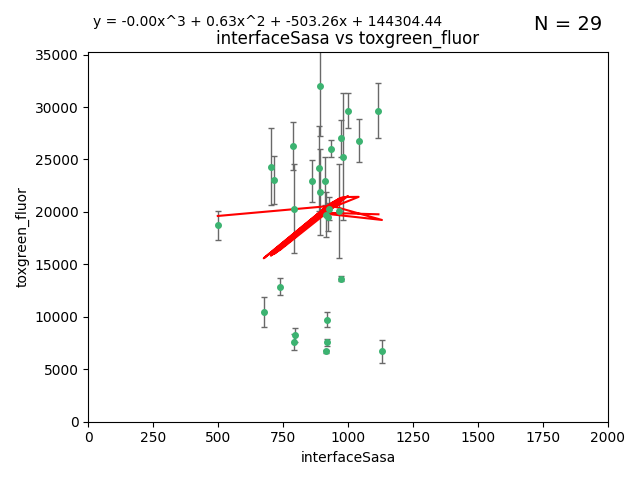 y = -0.00x^3 + 0.63x^2 + -503.26x + 144304.44
N = 29
interfaceSasa vs toxgreen_fluor
35000
30000
25000
20000
15000
10000
5000
0
toxgreen_fluor
0 250 500 750 1000 1250 1500 1750 2000
interfaceSasa